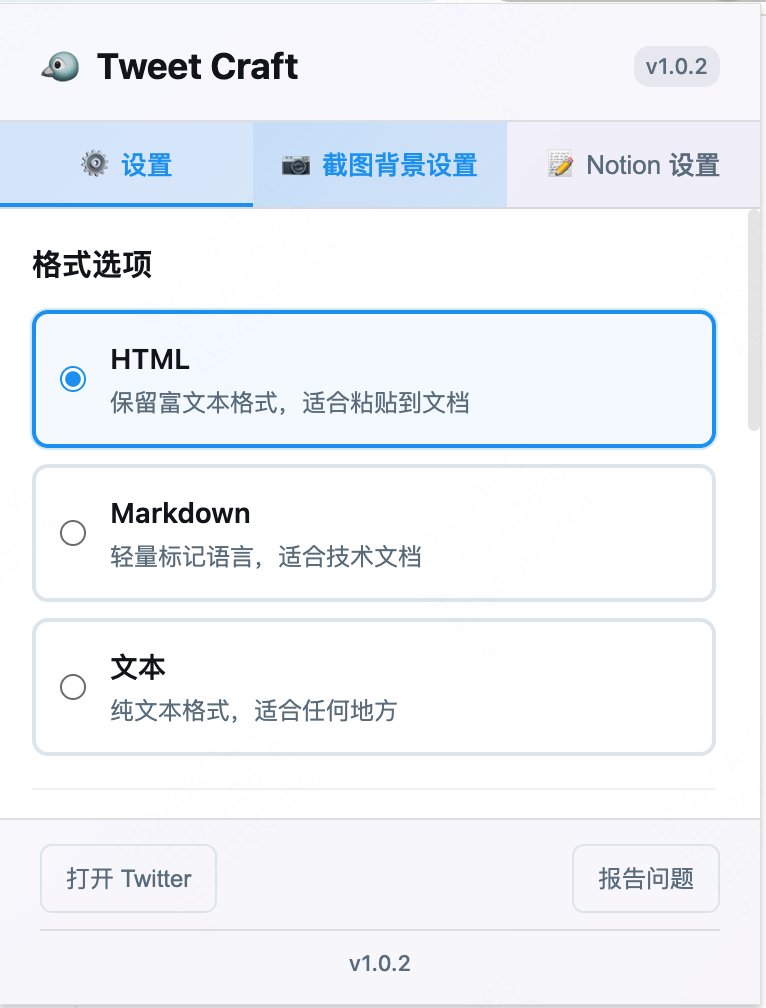 Tweet Craft
v1.0.2
设置
截图背景设置
Notion 设置
格式选项
HTML
保留富文本格式，适合粘贴到文档
Markdown
轻量标记语言，适合技术文档
文本
纯文本格式，适合任何地方
打开 Twitter
报告问题
v1.0.2